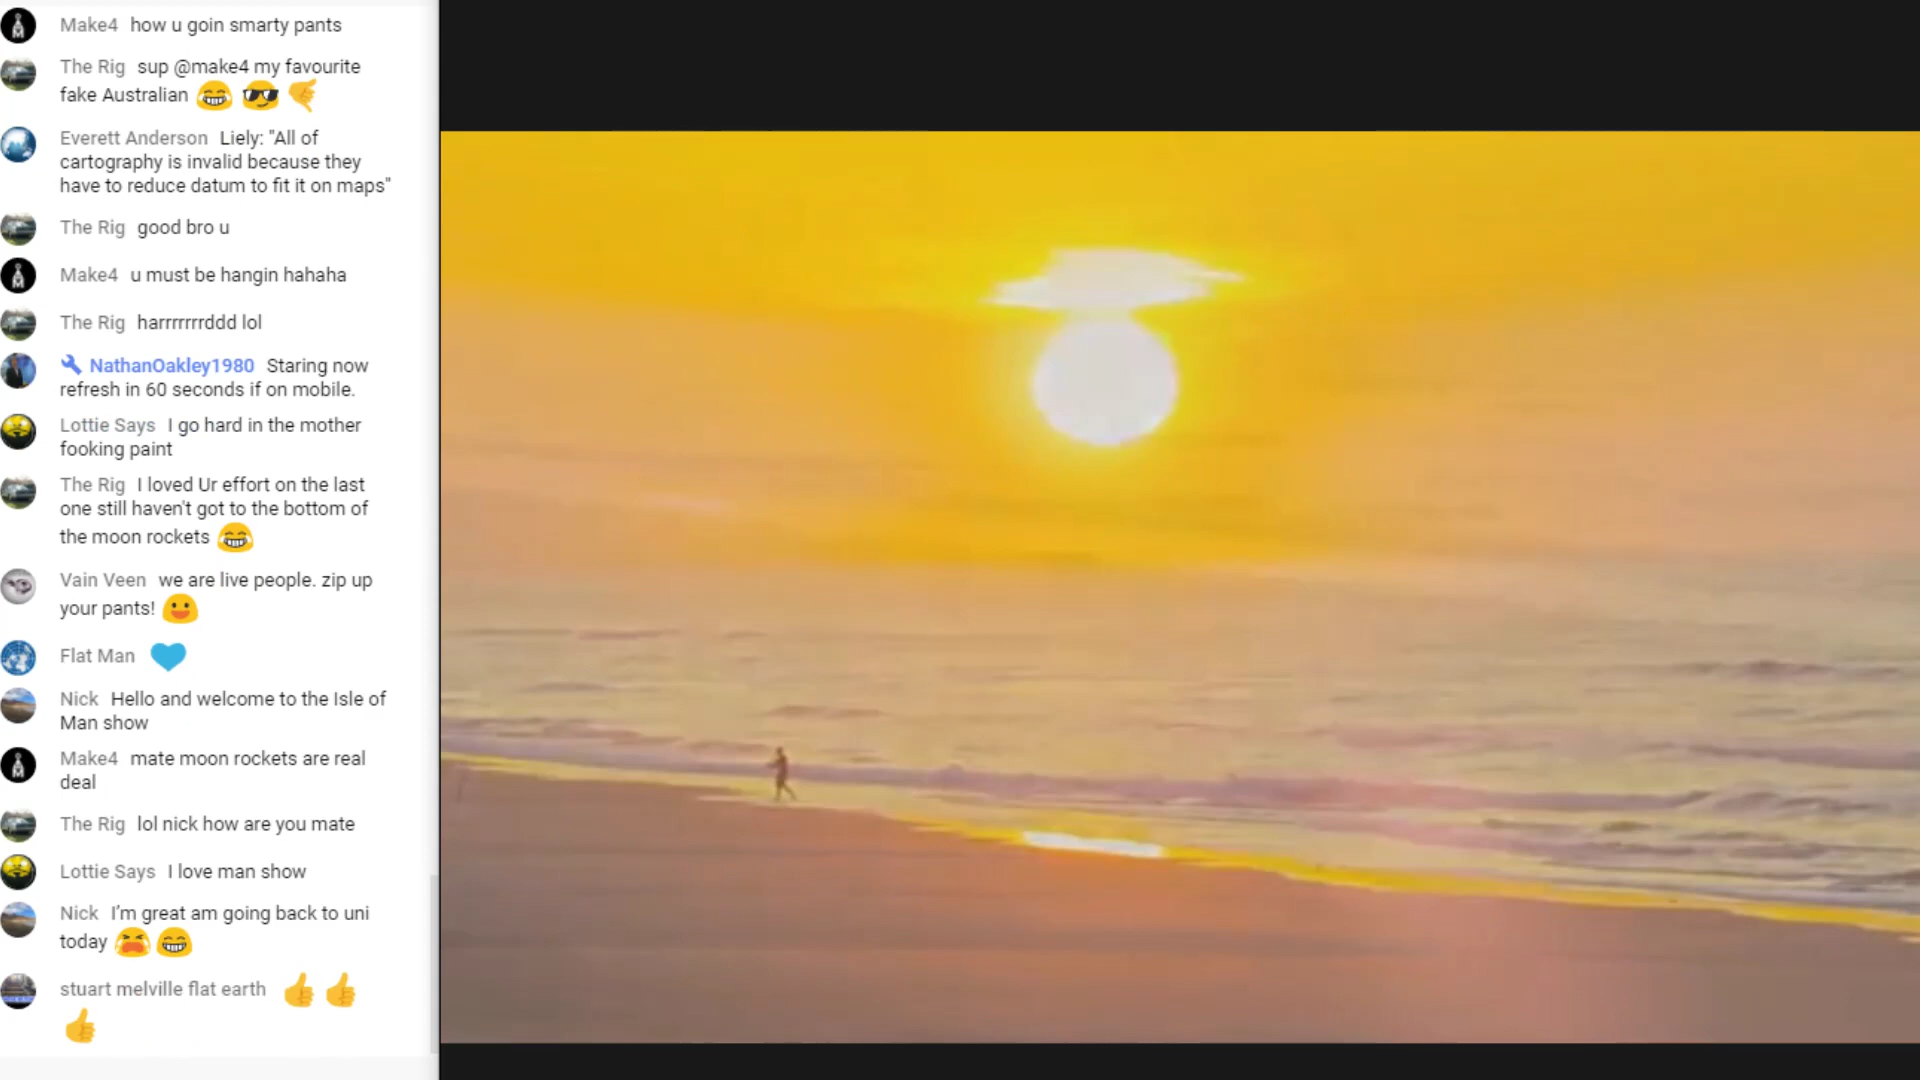 Make4 how u goin smarty pants
The Rig sup @make4 my favourite
fake Australian 😂 😎 🤙
Everett Anderson Liely: "All of
cartography is invalid because they
have to reduce datum to fit it on maps"
The Rig good bro u
Make4 u must be hangin hahaha
The Rig harrrrrrrddd lol
NathanOakley1980 Staring now
refresh in 60 seconds if on mobile.
Lottie Says I go hard in the mother
fooking paint
The Rig I loved Ur effort on the last
one still haven't got to the bottom of
the moon rockets 😂
Vain Veen we are live people. zip up
your pants! 😃
Flat Man 💙
Nick Hello and welcome to the Isle of
Man show
Make4 mate moon rockets are real
deal
The Rig lol nick how are you mate
Lottie Says I love man show
Nick I'm great am going back to uni
today 😭 😁
stuart melville flat earth 👍 👍
👍